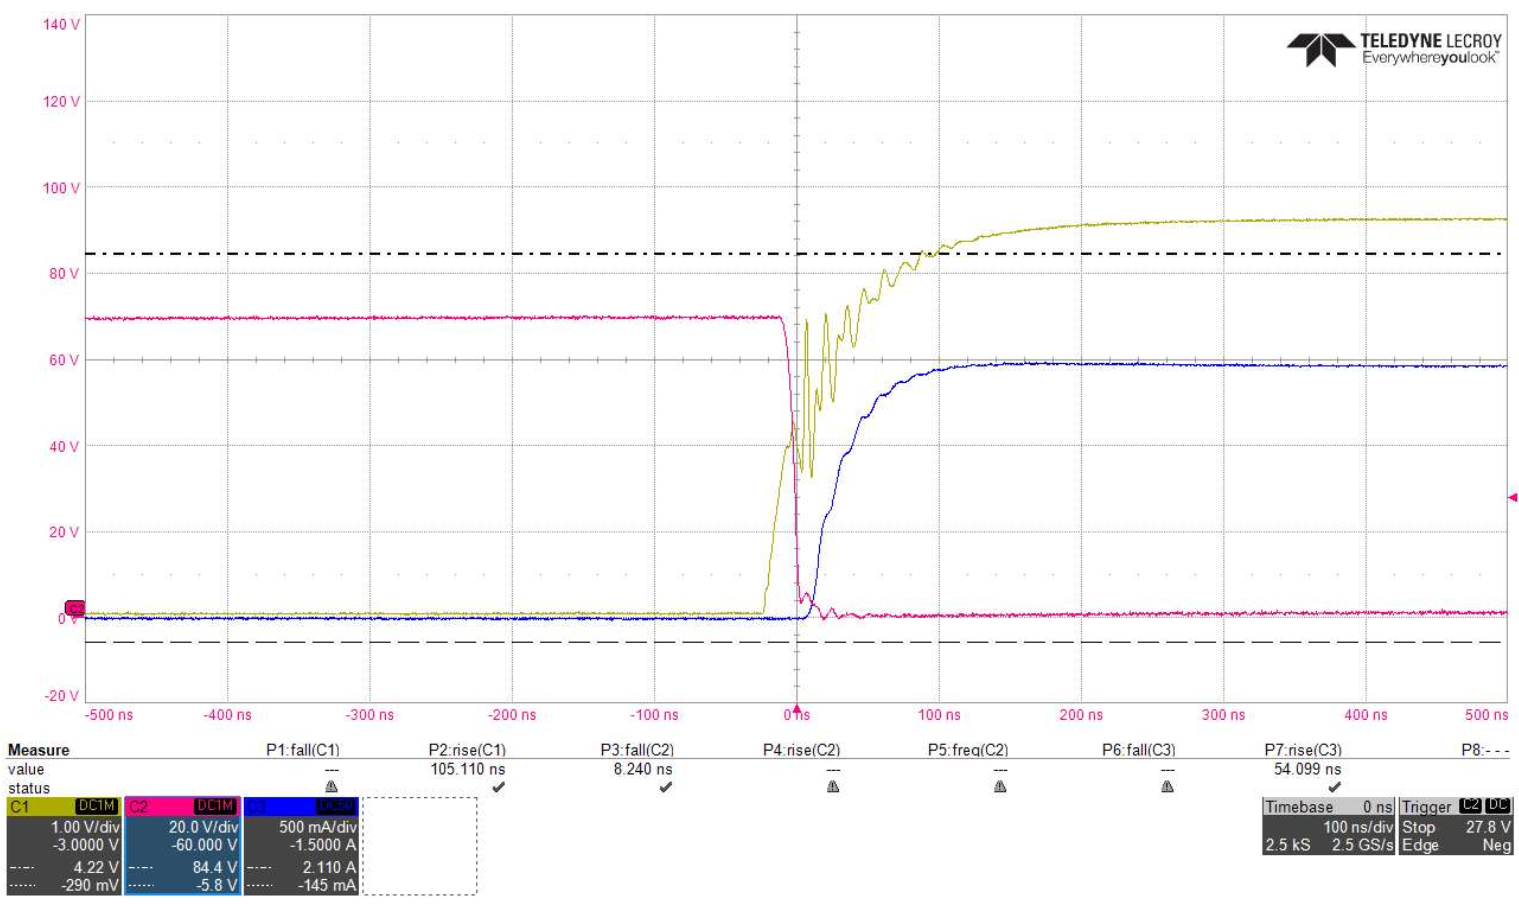 140 V
TELEDYNE LECROY
Everywhereyoulook™
120 V
100 V
80 V
60 V
40 V
20 V
C2
0 V
-20 V
-500 ns -400 ns -300 ns -200 ns -100 ns 0 ns 100 ns 200 ns 300 ns 400 ns 500 ns
Measure P1:fall(C1) P2:rise(C1) P3:fall(C2) P4:rise(C2) P5:freq(C2) P6:fall(C3) P7:rise(C3) P8:- - -
value --- 105.110 ns 8.240 ns --- --- --- 54.099 ns
status
C1 DC1M C2 DC1M C3 DC50 Timebase 0 ns Trigger C2 DC
1.00 V/div 20.0 V/div 500 mA/div 100 ns/div Stop 27.8 V
-3.0000 V -60.000 V -1.5000 A 2.5 kS 2.5 GS/s Edge Neg
4.22 V 84.4 V 2.110 A
-290 mV -5.8 V -145 mA